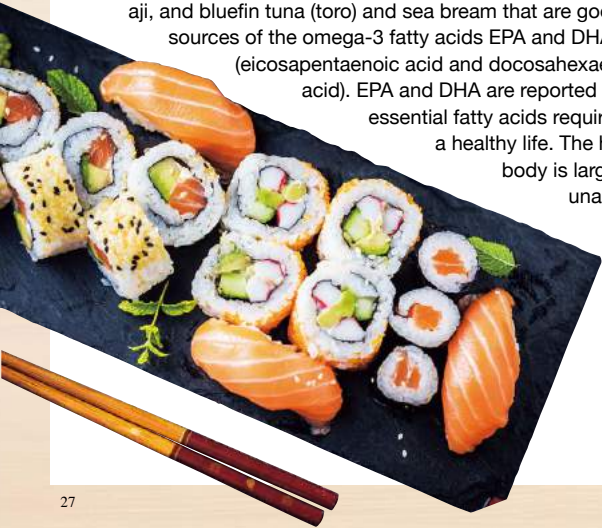 aji, and bluefin tuna (toro) and sea bream that are goo
sources of the omega-3 fatty acids EPA and DHA
(eicosapentaenoic acid and docosahexae
acid). EPA and DHA are reported
essential fatty acids requir
a healthy life. The
body is larg
una
27